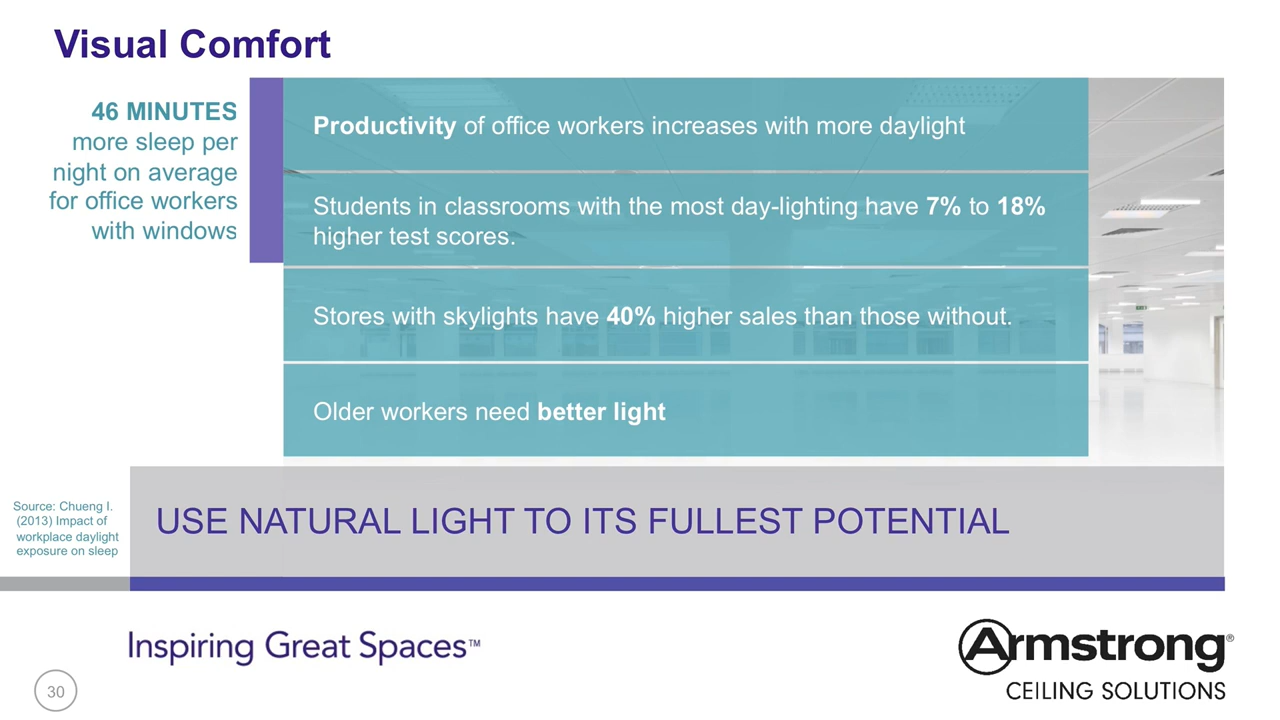 Visual Comfort
46 MINUTES
more sleep per
night on average
for office workers
with windows
Productivity of office workers increases with more daylight
Students in classrooms with the most day-lighting have 7% to 18%
higher test scores.
Stores with skylights have 40% higher sales than those without.
Older workers need better light
Source: Chueng I.
(2013) Impact of
workplace daylight
exposure on sleep
USE NATURAL LIGHT TO ITS FULLEST POTENTIAL
Inspiring Great Spaces™
Armstrong®
CEILING SOLUTIONS
30